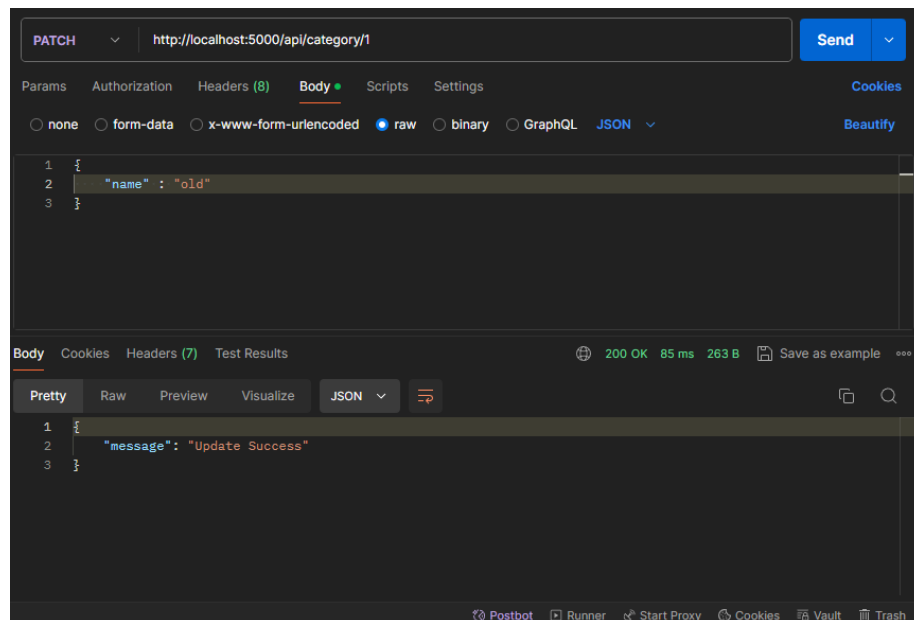 PATCH http://localhost:5000/api/category/1 Send
Params Authorization Headers (8) Body Scripts Settings Cookies
none form-data x-www-form-urlencoded raw binary GraphQL JSON Beautify
1 {
2 "name" : "old"
3 }
Body Cookies Headers (7) Test Results 200 OK 85 ms 263 B Save as example
Pretty Raw Preview Visualize JSON
1 {
2 "message": "Update Success"
3 }
Postbot Runner Start Proxy Cookies Vault Trash